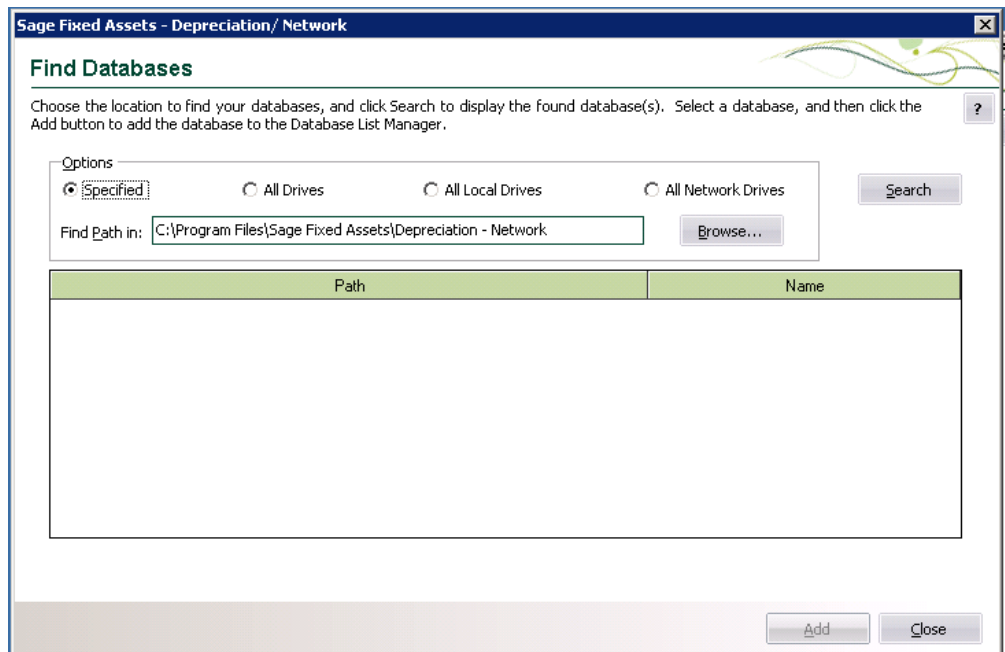 Sage Fixed Assets - Depreciation/ Network
Find Databases
Choose the location to find your databases, and click Search to display the found database(s). Select a database, and then click the
Add button to add the database to the Database List Manager.
?
Options
Specified All Drives All Local Drives All Network Drives Search
Find Path in: C:\Program Files\Sage Fixed Assets\Depreciation - Network Browse...
Path Name
Add Close